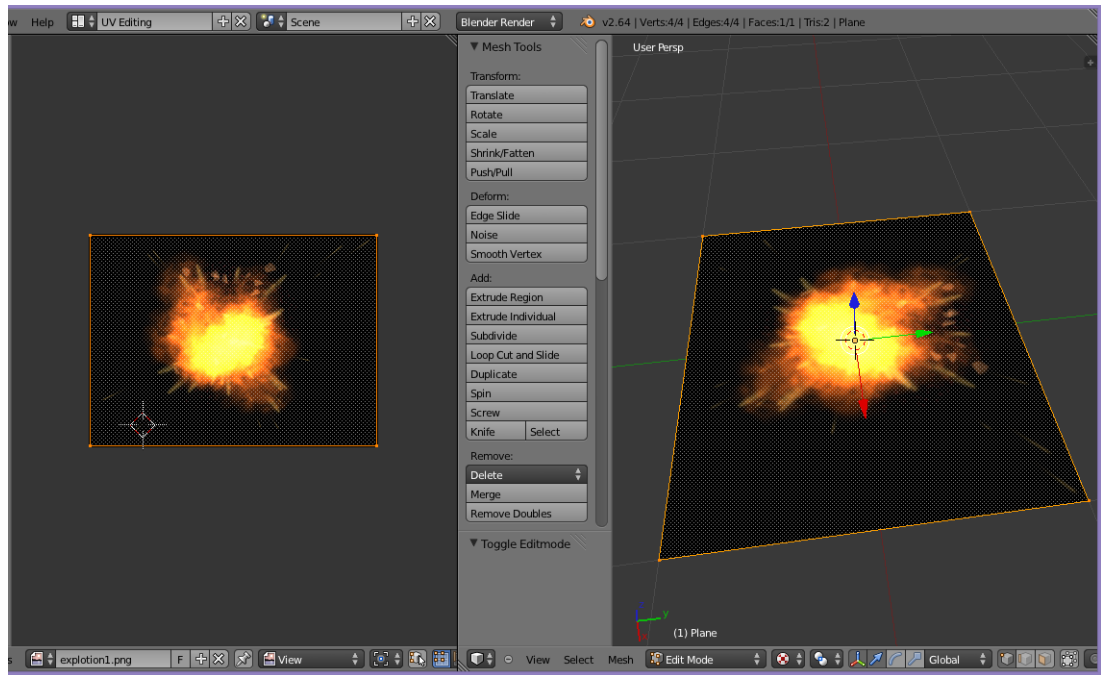 w Help UV Editing Scene Blender Render v2.64 | Verts:4/4 | Edges:4/4 | Faces:1/1 | Tris:2 | Plane
Mesh Tools
Transform:
Translate
Rotate
Scale
Shrink/Fatten
Push/Pull
Deform:
Edge Slide
Noise
Smooth Vertex
Add:
Extrude Region
Extrude Individual
Subdivide
Loop Cut and Slide
Duplicate
Spin
Screw
Knife Select
Remove:
Delete
Merge
Remove Doubles
Toggle Editmode
User Persp
y
(1) Plane
s explotion1.png F View
View Select Mesh Edit Mode Global